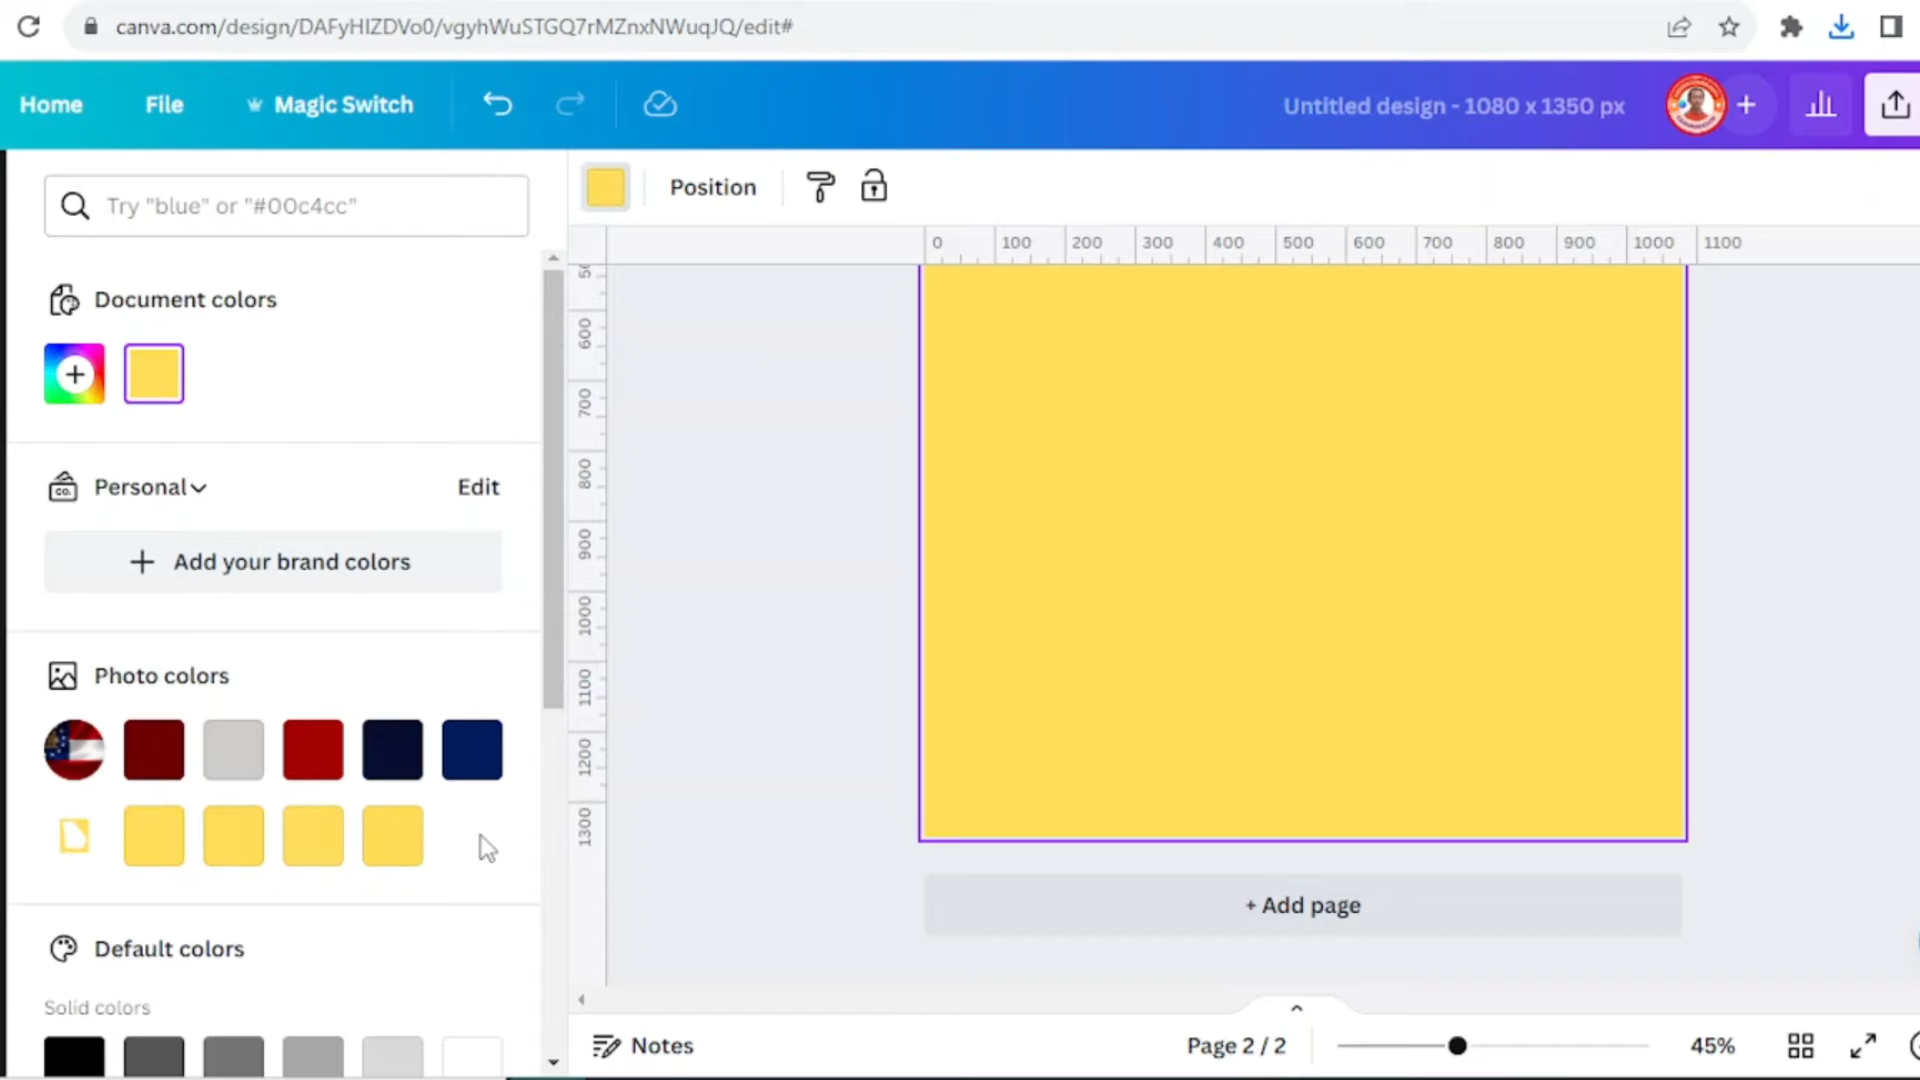 canva.com/design/DAFyHIZDVo0/vgyhWuSTGQ7rMZnxNWuqJQ/edit#
Home File Magic Switch Untitled design - 1080 x 1350 px
Try "blue" or "#00c4cc" Position
0 100 200 300 400 500 600 700 800 900 1000 1100
Document colors
600
700
800
900
1000
1100
1200
1300
Personal Edit
CO.
+ Add your brand colors
Photo colors
+ Add page
Default colors
Solid colors
Notes Page 2 / 2 45%